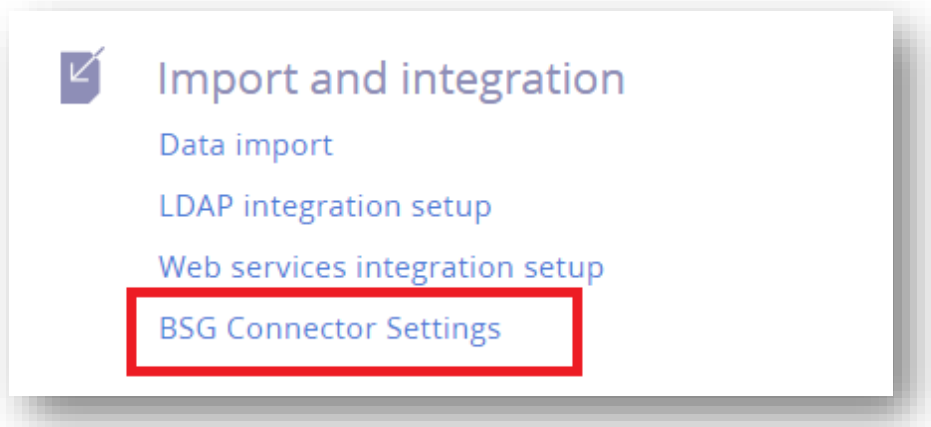 Import and integration
Data import
LDAP integration setup
Web services integration setup
BSG Connector Settings